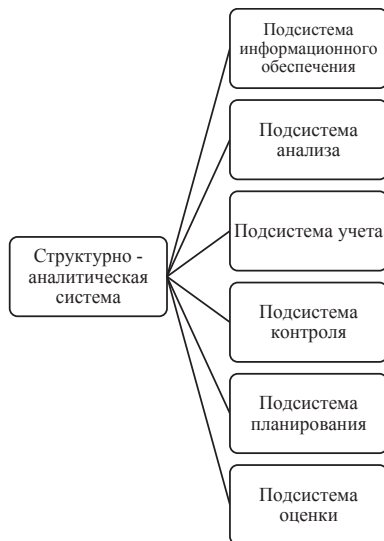 Подсистема
информационного
обеспечения
Подсистема
анализа
Подсистема учета
Структурно -
аналитическая
система
Подсистема
контроля
Подсистема
планирования
Подсистема
оценки